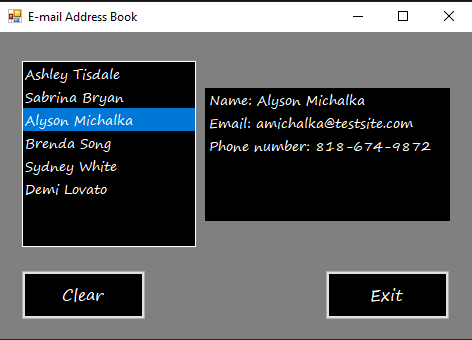 E-mail Address Book
Ashley Tisdale
Sabrina Bryan
Alyson Michalka
Brenda Song
Sydney White
Demi Lovato
Name: Alyson Michalka
Email: amichalka@testsite.com
Phone number: 818-674-9872
Clear
Exit